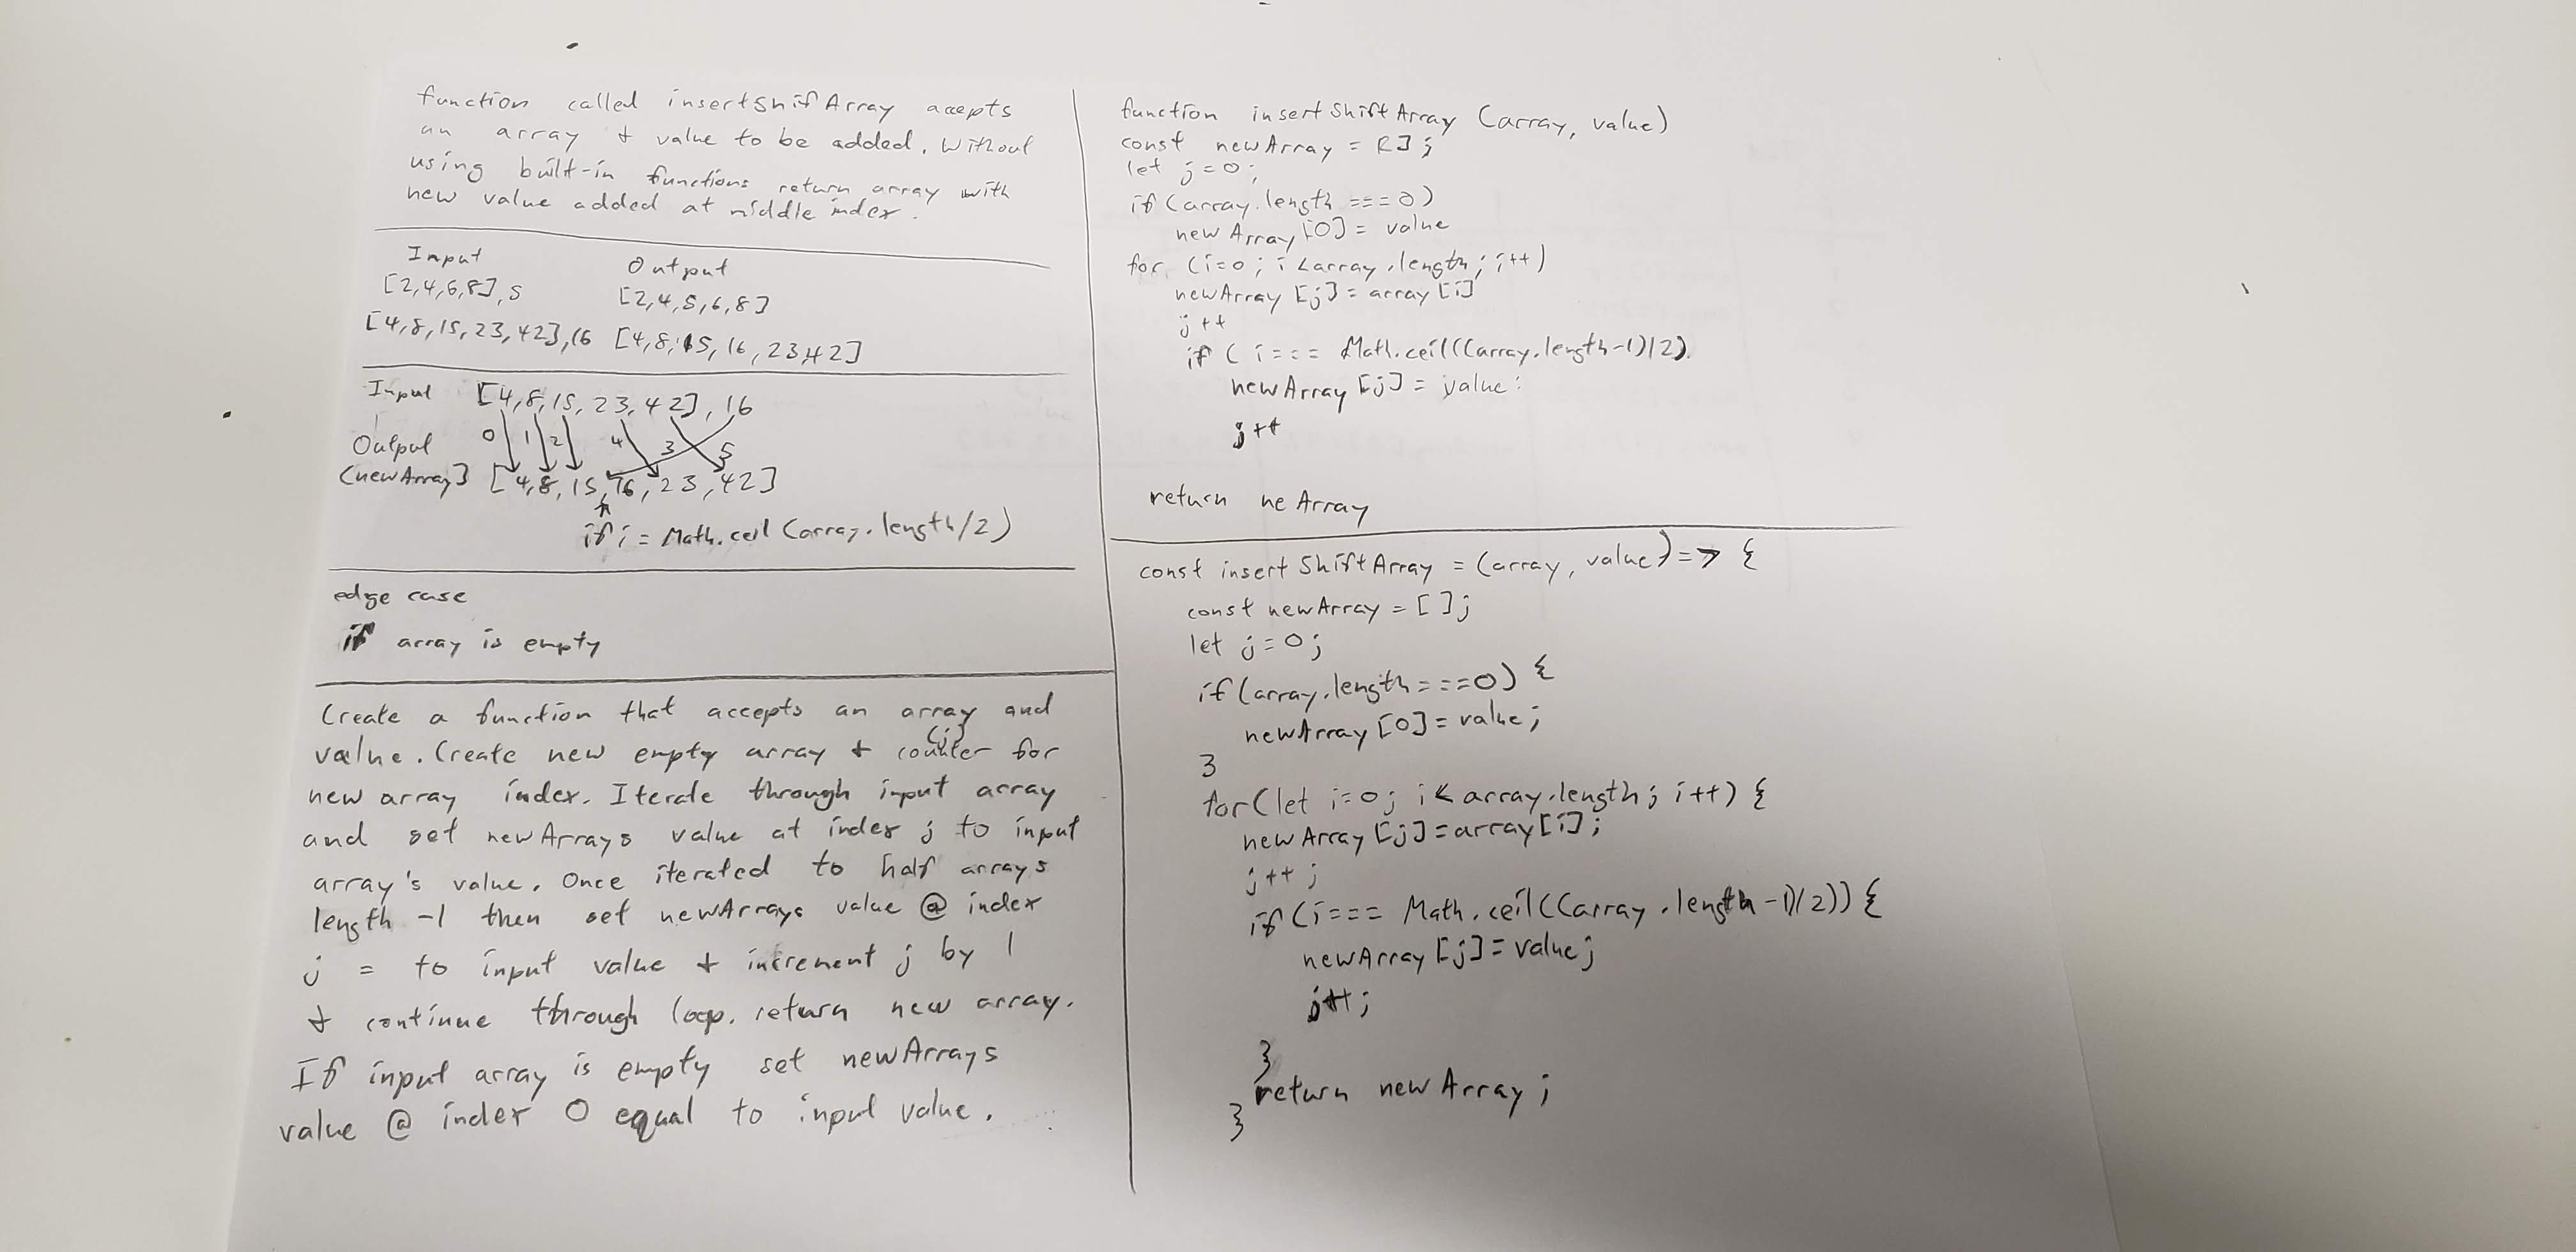 function called insertshif Array accepts
an array + value to be added. Without
using built-in functions return array with
new value added at middle index.
Input Output
[2,4,6,8],5 [2,4,5,6,8]
[4,8,15,23,42],16 [4,8,15,16,23,42]
Input [4,8,15,23,42],16
0 1 2 4 3 5
Output
(newArray] [4,8,15,16,23,42]
if i = Math.ceil (array.length/2)
edge case
if array is empty
Create a function that accepts an array and
(j)
value. Create new empty array + counter for
new array index. Iterate through input array
and set newArrays value at index j to input
array's value. Once iterated to half arrays
length -1 then set newArrays value @ index
j = to input value + increment j by 1
+ continue through loop. return new array.
If input array is empty set newArrays
value @ index 0 equal to input value.
function insertShiftArray (array, value)
const newArray = [];
let j=0;
if (array.length ===0)
newArray[0] = value
for (i=0; i<array.length; i++)
newArray [j] = array[i]
j++
if ( i=== Math.ceil((array.length-1)/2).
newArray [j] = value:
j++
return neArray
const insertShiftArray = (array, value) => {
const newArray = [];
let j=0;
if(array.length===0) {
newArray[0]=value;
}
for(let i=0; i<array.length; i++) {
newArray[j]=array[i];
j++;
if (i=== Math.ceil((array.length-1)/2)) {
newArray [j]=value;
j++;
}
return newArray;
}